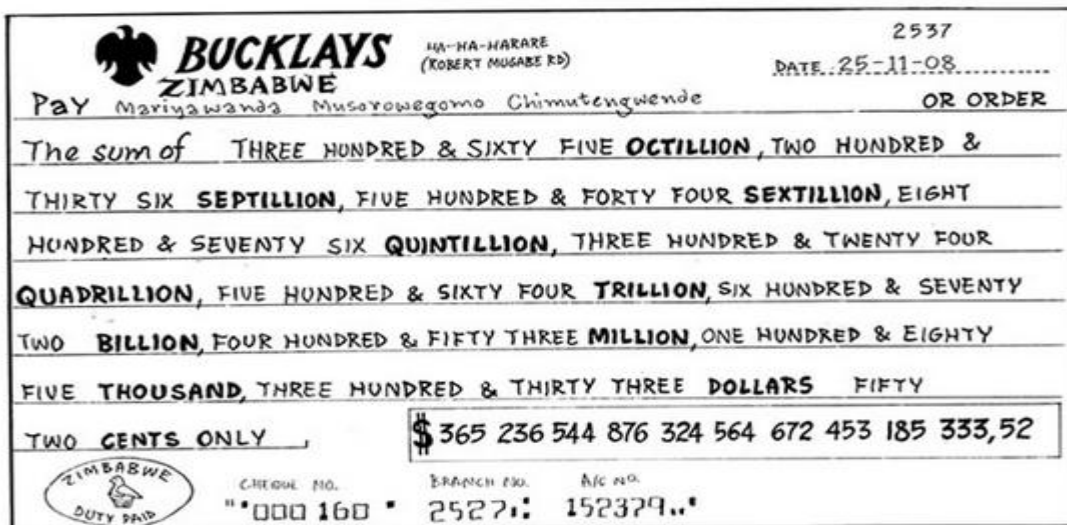 BUCKLAYS
ZIMBABWE
HA-HA-HARARE
(ROBERT MUGABE RD)
2537
DATE 25-11-08
Pay Mariyawanda Musorowegomo Chimutengwende OR ORDER
The sum of THREE HUNDRED & SIXTY FIVE OCTILLION, TWO HUNDRED &
THIRTY SIX SEPTILLION, FIVE HUNDRED & FORTY FOUR SEXTILLION, EIGHT
HUNDRED & SEVENTY SIX QUINTILLION, THREE HUNDRED & TWENTY FOUR
QUADRILLION, FIVE HUNDRED & SIXTY FOUR TRILLION, SIX HUNDRED & SEVENTY
TWO BILLION, FOUR HUNDRED & FIFTY THREE MILLION, ONE HUNDRED & EIGHTY
FIVE THOUSAND, THREE HUNDRED & THIRTY THREE DOLLARS FIFTY
TWO CENTS ONLY , $ 365 236 544 876 324 564 672 453 185 333,52
ZIMBABWE
DUTY PAID
CHEQUE NO. BRANCH NO. A/C NO.
"'000 160 " 2527⑆ 152379⑈'